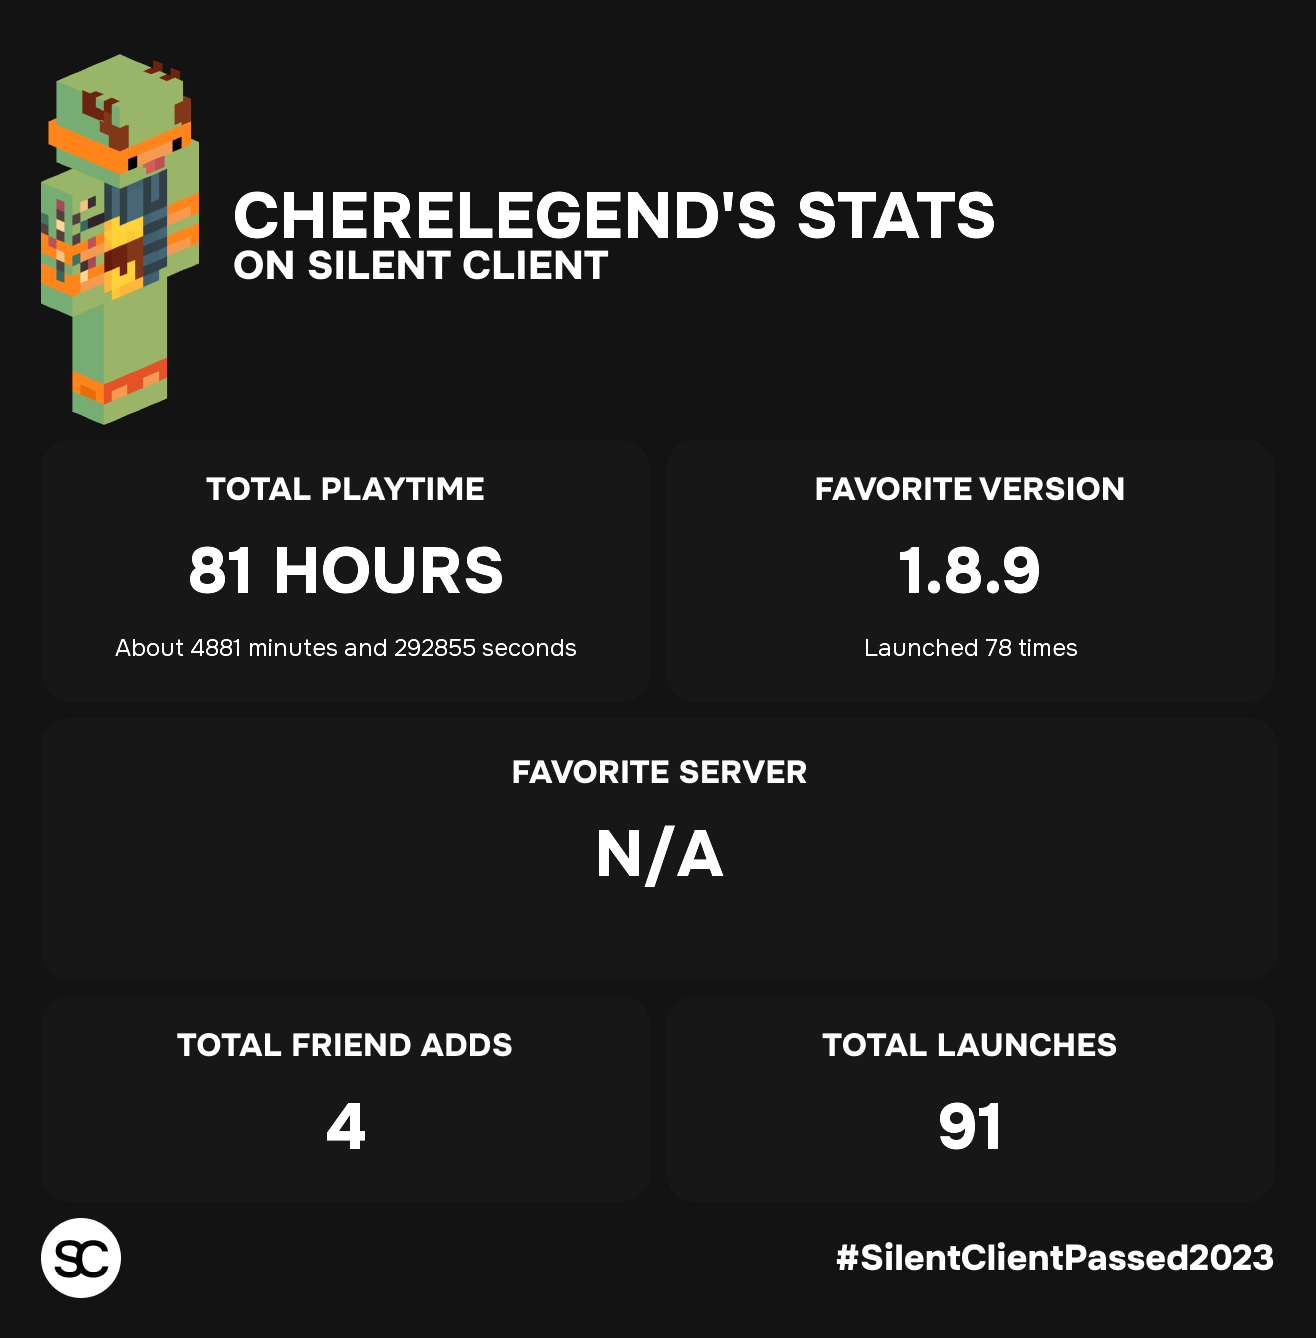 CHERELEGEND'S STATS
ON SILENT CLIENT
TOTAL PLAYTIME
81 HOURS
About 4881 minutes and 292855 seconds
FAVORITE VERSION
1.8.9
Launched 78 times
FAVORITE SERVER
N/A
TOTAL FRIEND ADDS
4
TOTAL LAUNCHES
91
SC
#SilentClientPassed2023